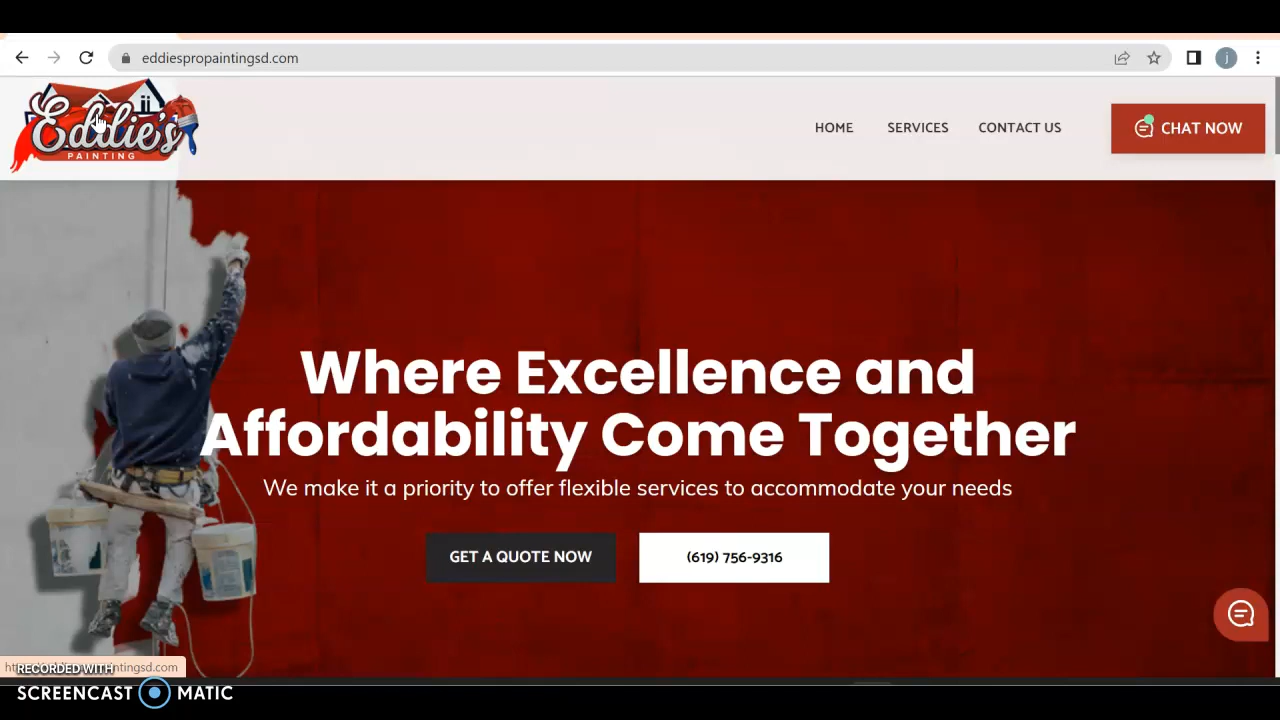 eddiespropaintingsd.com
j
Eddie's
PAINTING
HOME
SERVICES
CONTACT US
CHAT NOW
Where Excellence and
Affordability Come Together
We make it a priority to offer flexible services to accommodate your needs
GET A QUOTE NOW
(619) 756-9316
RECORDED WITH
SCREENCAST MATIC